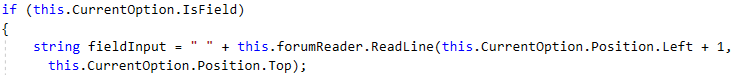 if (this.CurrentOption.IsField)
{
string fieldInput = " " + this.forumReader.ReadLine(this.CurrentOption.Position.Left + 1,
this.CurrentOption.Position.Top);